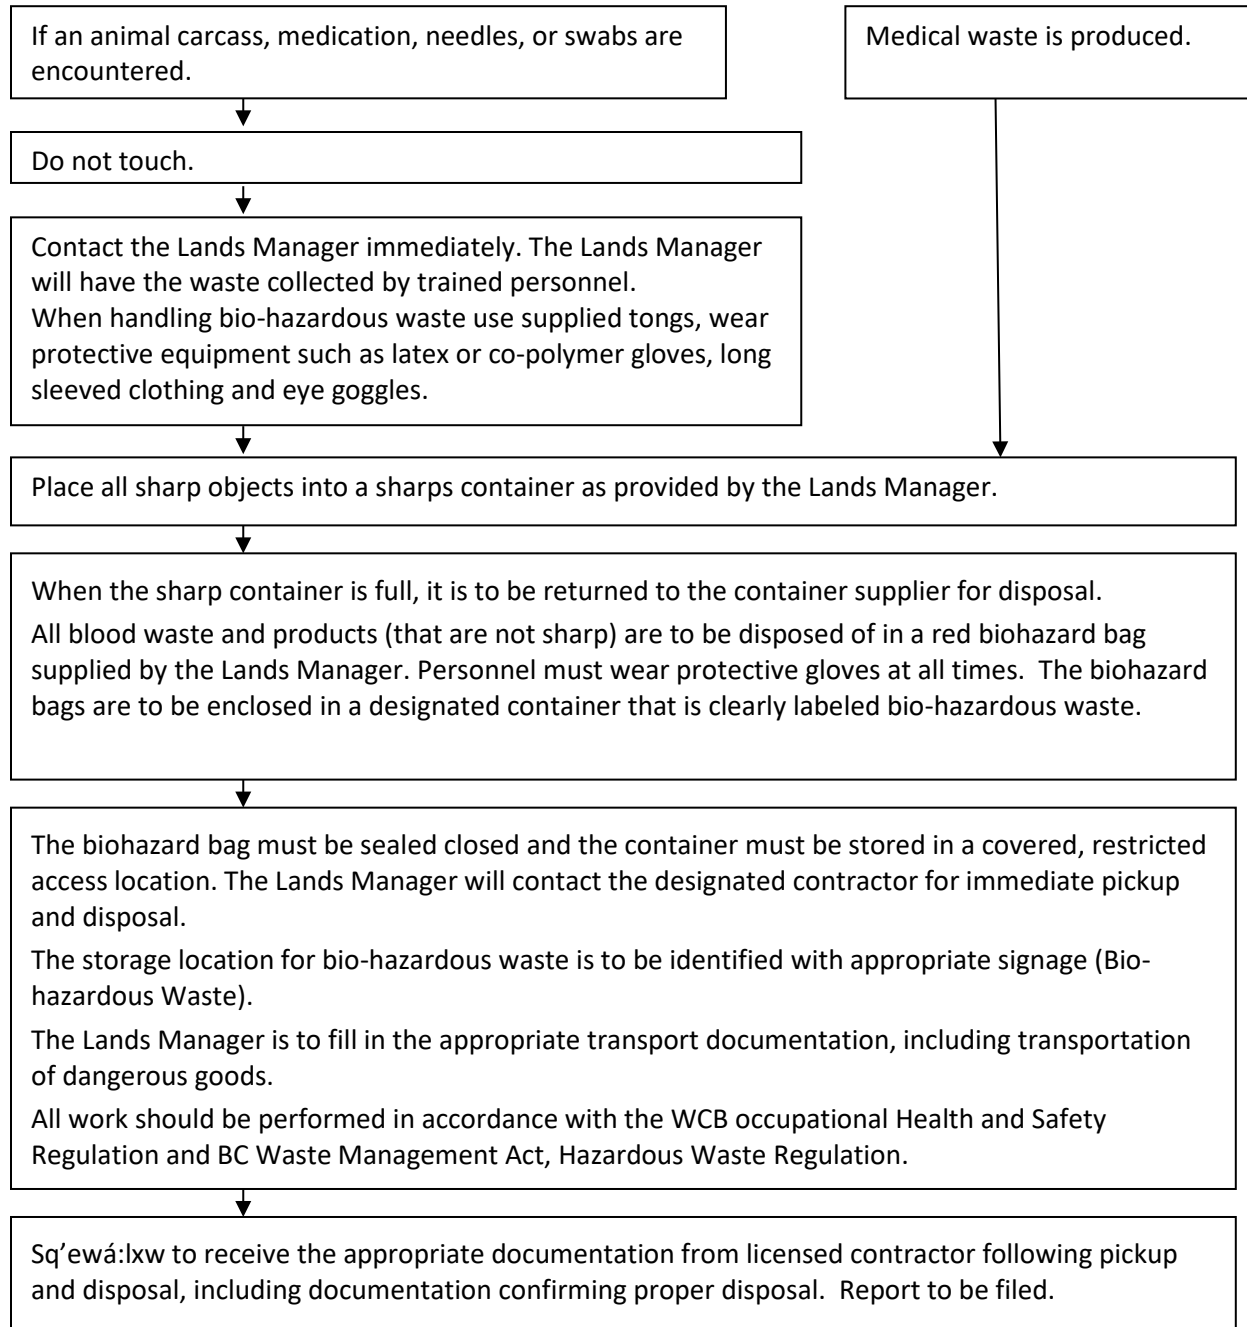 If an animal carcass, medication, needles, or swabs are
encountered.
Medical waste is produced.
Do not touch.
Contact the Lands Manager immediately. The Lands Manager
will have the waste collected by trained personnel.
When handling bio-hazardous waste use supplied tongs, wear
protective equipment such as latex or co-polymer gloves, long
sleeved clothing and eye goggles.
Place all sharp objects into a sharps container as provided by the Lands Manager.
When the sharp container is full, it is to be returned to the container supplier for disposal.
All blood waste and products (that are not sharp) are to be disposed of in a red biohazard bag
supplied by the Lands Manager. Personnel must wear protective gloves at all times.  The biohazard
bags are to be enclosed in a designated container that is clearly labeled bio-hazardous waste.
The biohazard bag must be sealed closed and the container must be stored in a covered, restricted
access location. The Lands Manager will contact the designated contractor for immediate pickup
and disposal.
The storage location for bio-hazardous waste is to be identified with appropriate signage (Bio-
hazardous Waste).
The Lands Manager is to fill in the appropriate transport documentation, including transportation
of dangerous goods.
All work should be performed in accordance with the WCB occupational Health and Safety
Regulation and BC Waste Management Act, Hazardous Waste Regulation.
Sq’ewá:lxw to receive the appropriate documentation from licensed contractor following pickup
and disposal, including documentation confirming proper disposal.  Report to be filed.